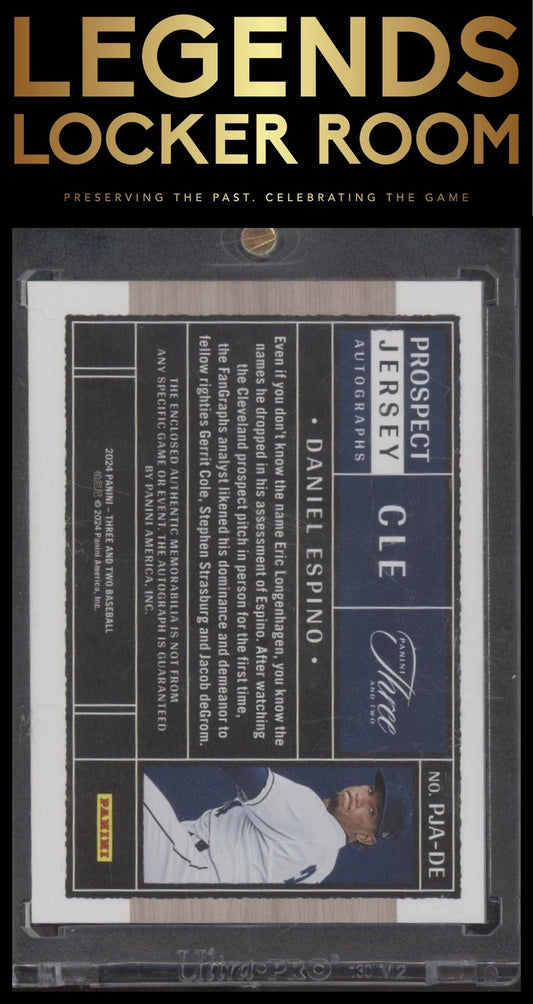 LEGENDS
LOCKER ROOM
PRESERVING THE PAST. CELEBRATING THE GAME
PROSPECT
JERSEY
AUTOGRAPHS
CLE
PANINI
Three
AND TWO
NO. PJA-DE
• DANIEL ESPINO •
Even if you don't know the name Eric Longenhagen, you know the
names he dropped in his assessment of Espino. After watching
the Cleveland prospect pitch in person for the first time,
the FanGraphs analyst likened his dominance and demeanor to
fellow righties Gerrit Cole, Stephen Strasburg and Jacob deGrom.
THE ENCLOSED AUTHENTIC MEMORABILIA IS NOT FROM
ANY SPECIFIC GAME OR EVENT. THE AUTOGRAPH IS GUARANTEED
BY PANINI AMERICA, INC.
2024 PANINI – THREE AND TWO BASEBALL
© 2024 Panini America, Inc.
PANINI
Ultra·PRO®
130 V2